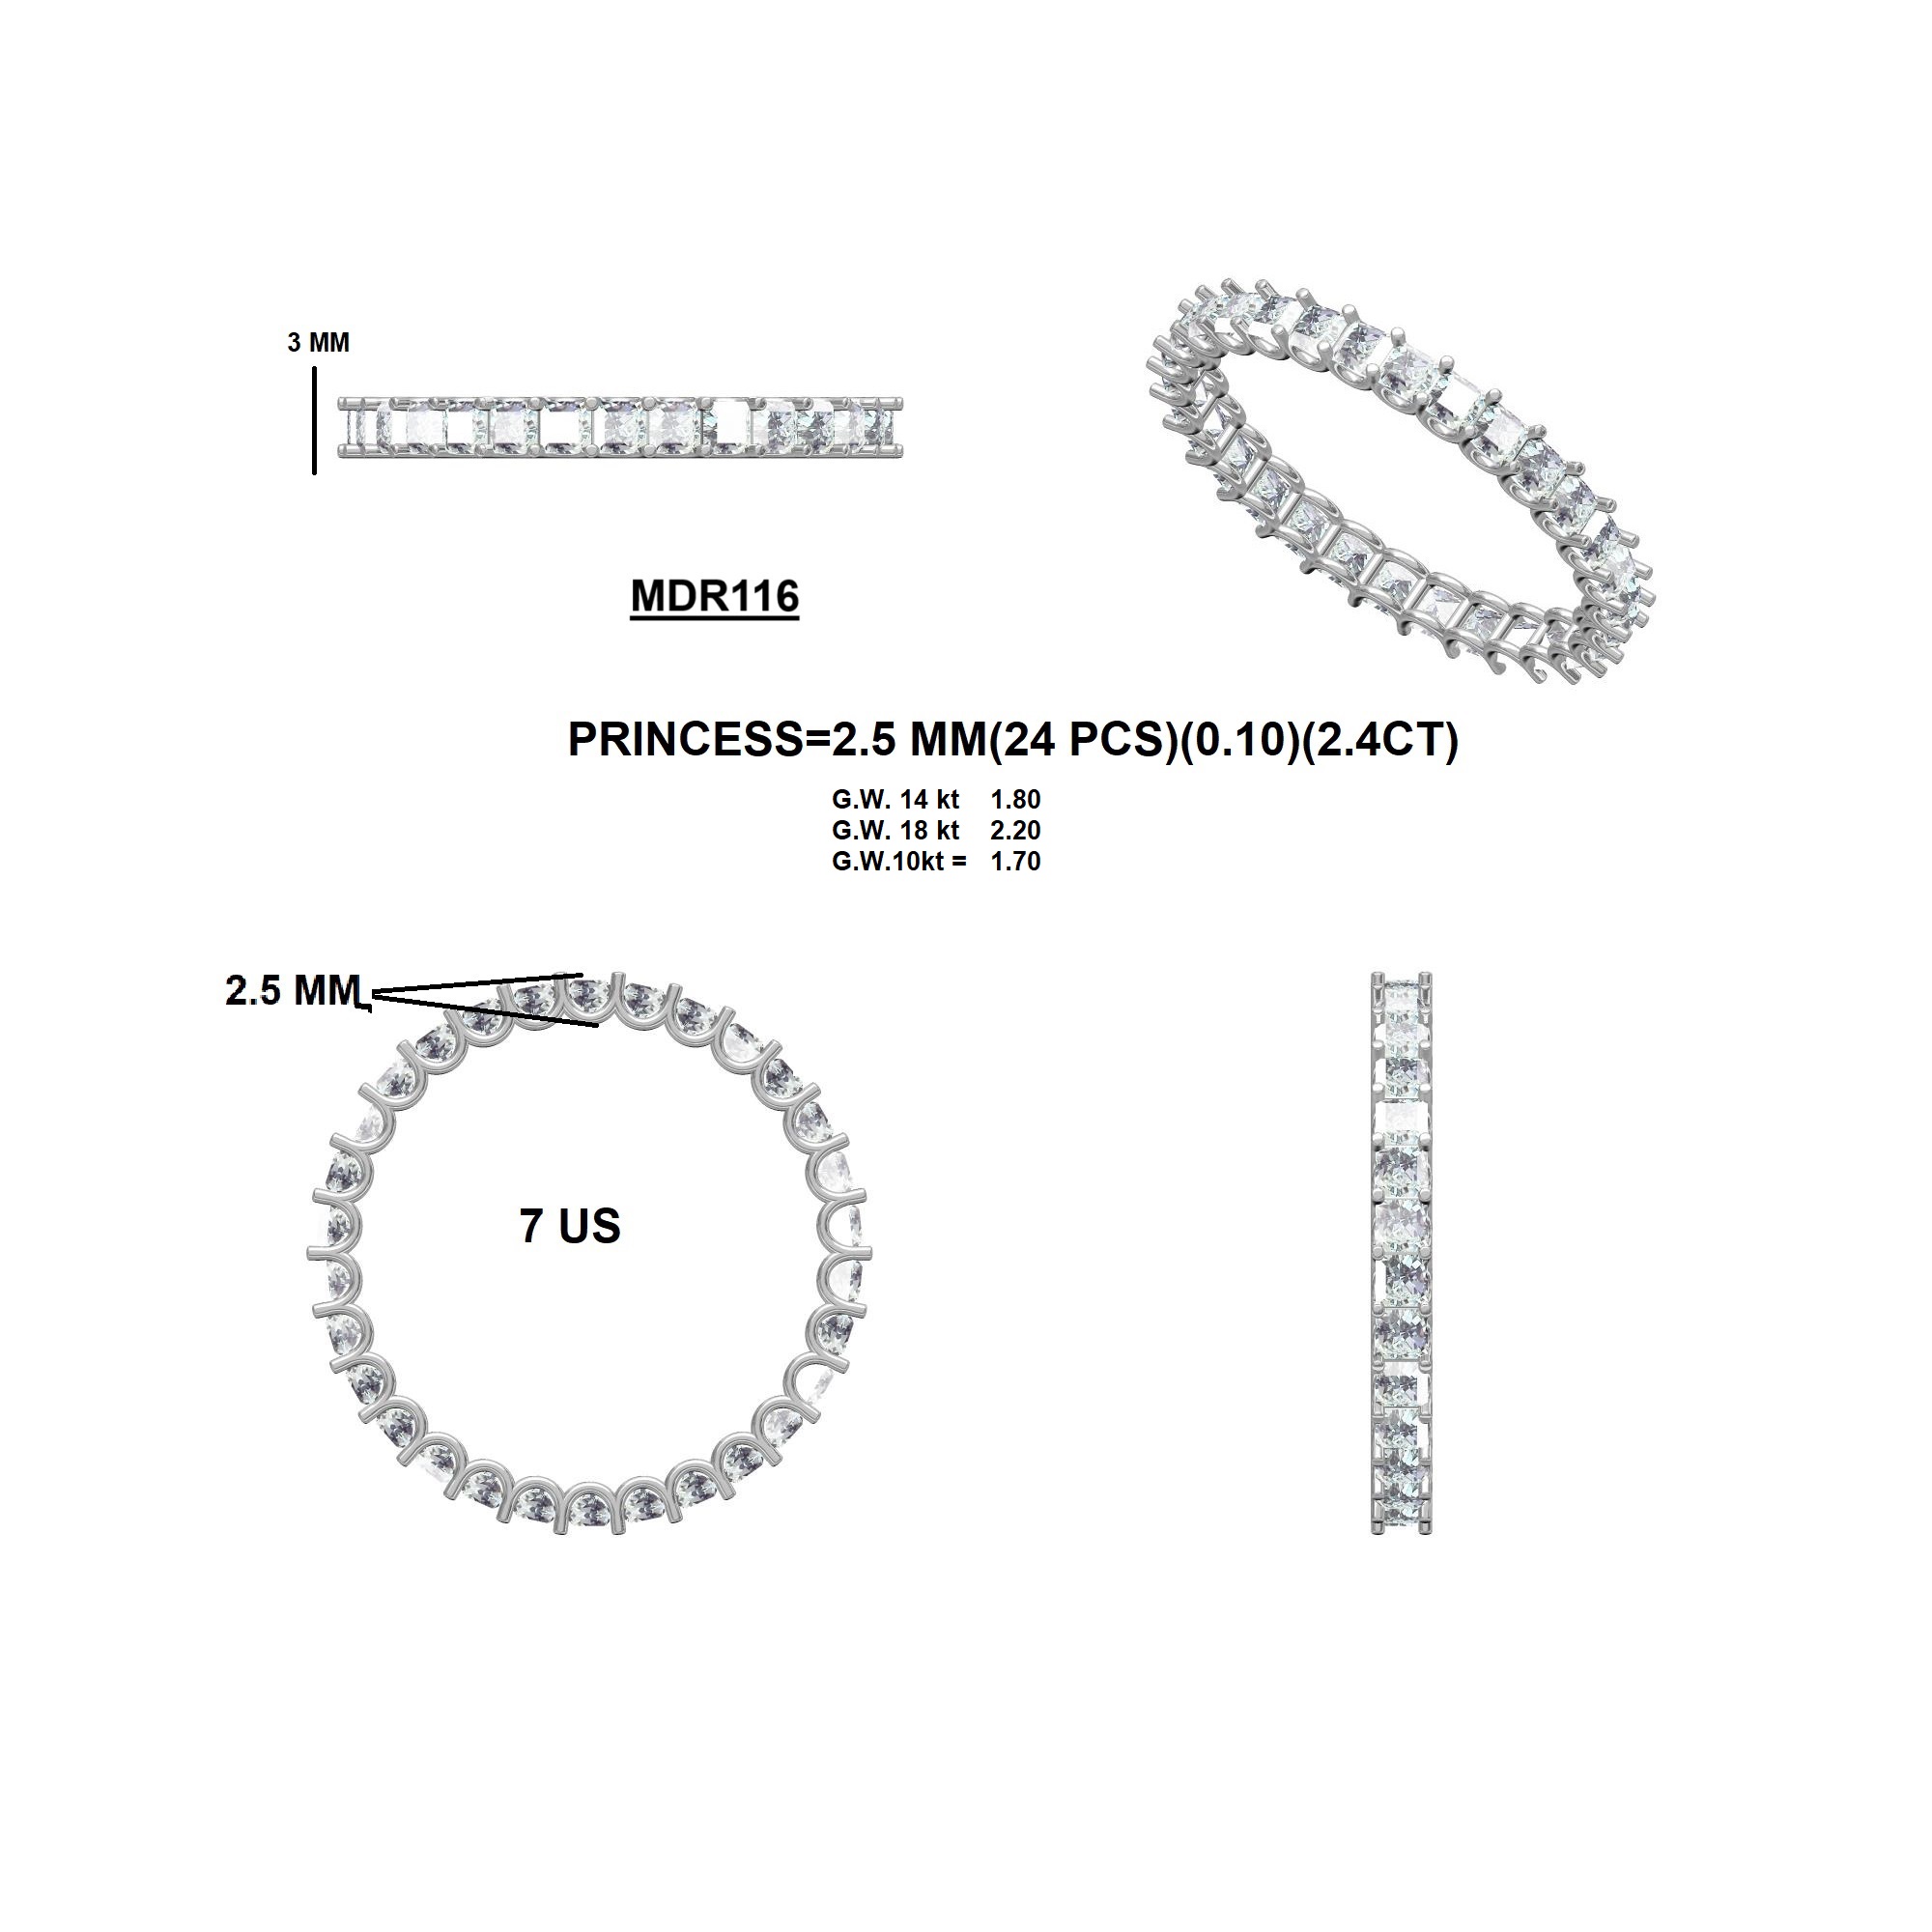 3 MM
MDR116
PRINCESS=2.5 MM(24 PCS)(0.10)(2.4CT)
G.W. 14 kt 1.80
G.W. 18 kt 2.20
G.W.10kt = 1.70
2.5 MM
7 US